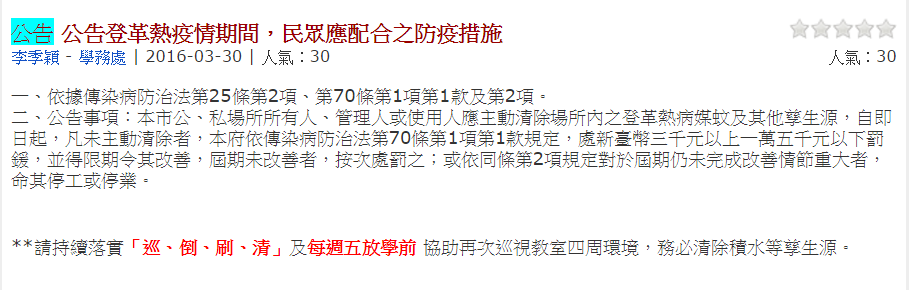 公告 公告登革熱疫情期間，民眾應配合之防疫措施
李季穎 - 學務處 | 2016-03-30 | 人氣：30 人氣：30
一、依據傳染病防治法第25條第2項、第70條第1項第1款及第2項。
二、公告事項：本市公、私場所所有人、管理人或使用人應主動清除場所內之登革熱病媒蚊及其他孳生源，自即
日起，凡未主動清除者，本府依傳染病防治法第70條第1項第1款規定，處新臺幣三千元以上一萬五千元以下罰
鍰，並得限期令其改善，屆期未改善者，按次處罰之；或依同條第2項規定對於屆期仍未完成改善情節重大者，
命其停工或停業。
**請持續落實「巡、倒、刷、清」及每週五放學前 協助再次巡視教室四周環境，務必清除積水等孳生源。